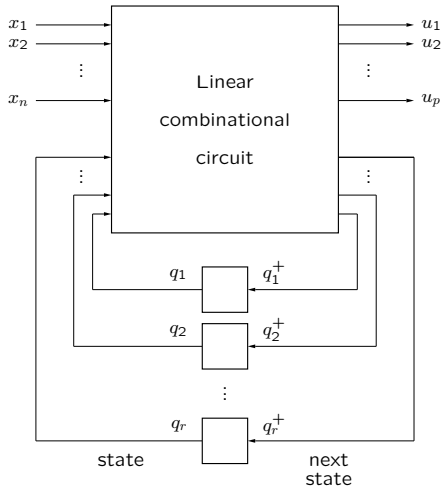 x₁ u₁
x₂ Linear u₂
⋮ ⋮
xₙ combinational uₚ
circuit
⋮ ⋮
q₁ q₁⁺
q₂ q₂⁺
⋮
qᵣ qᵣ⁺
state next
state